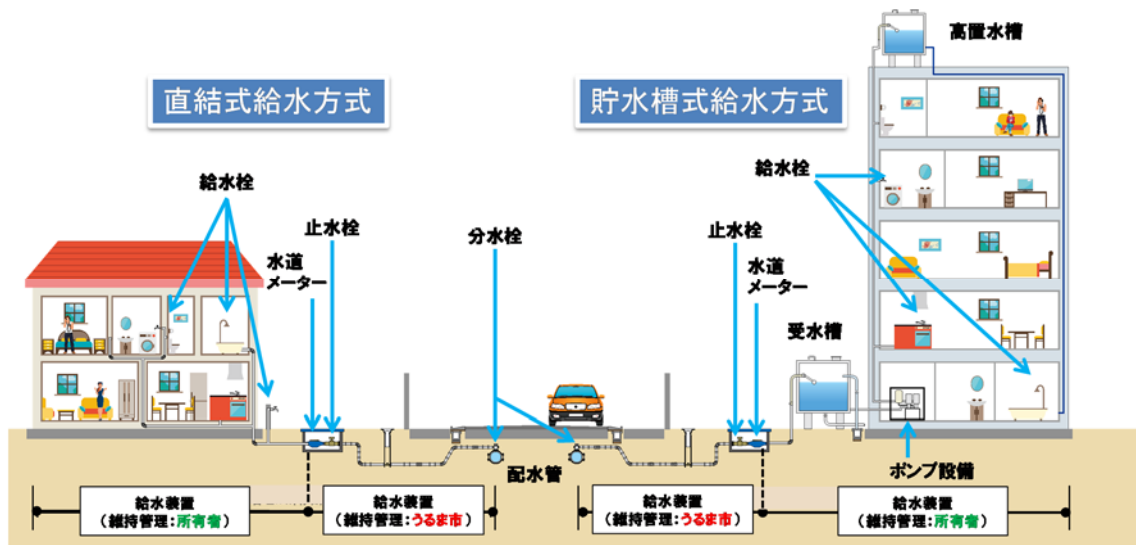 高置水槽
直結式給水方式
貯水槽式給水方式
給水栓
止水栓
水道
メーター
分水栓
止水栓
水道
メーター
給水栓
受水槽
配水管
ポンプ設備
給水装置
（維持管理：所有者）
給水装置
（維持管理：うるま市）
給水装置
（維持管理：うるま市）
給水装置
（維持管理：所有者）